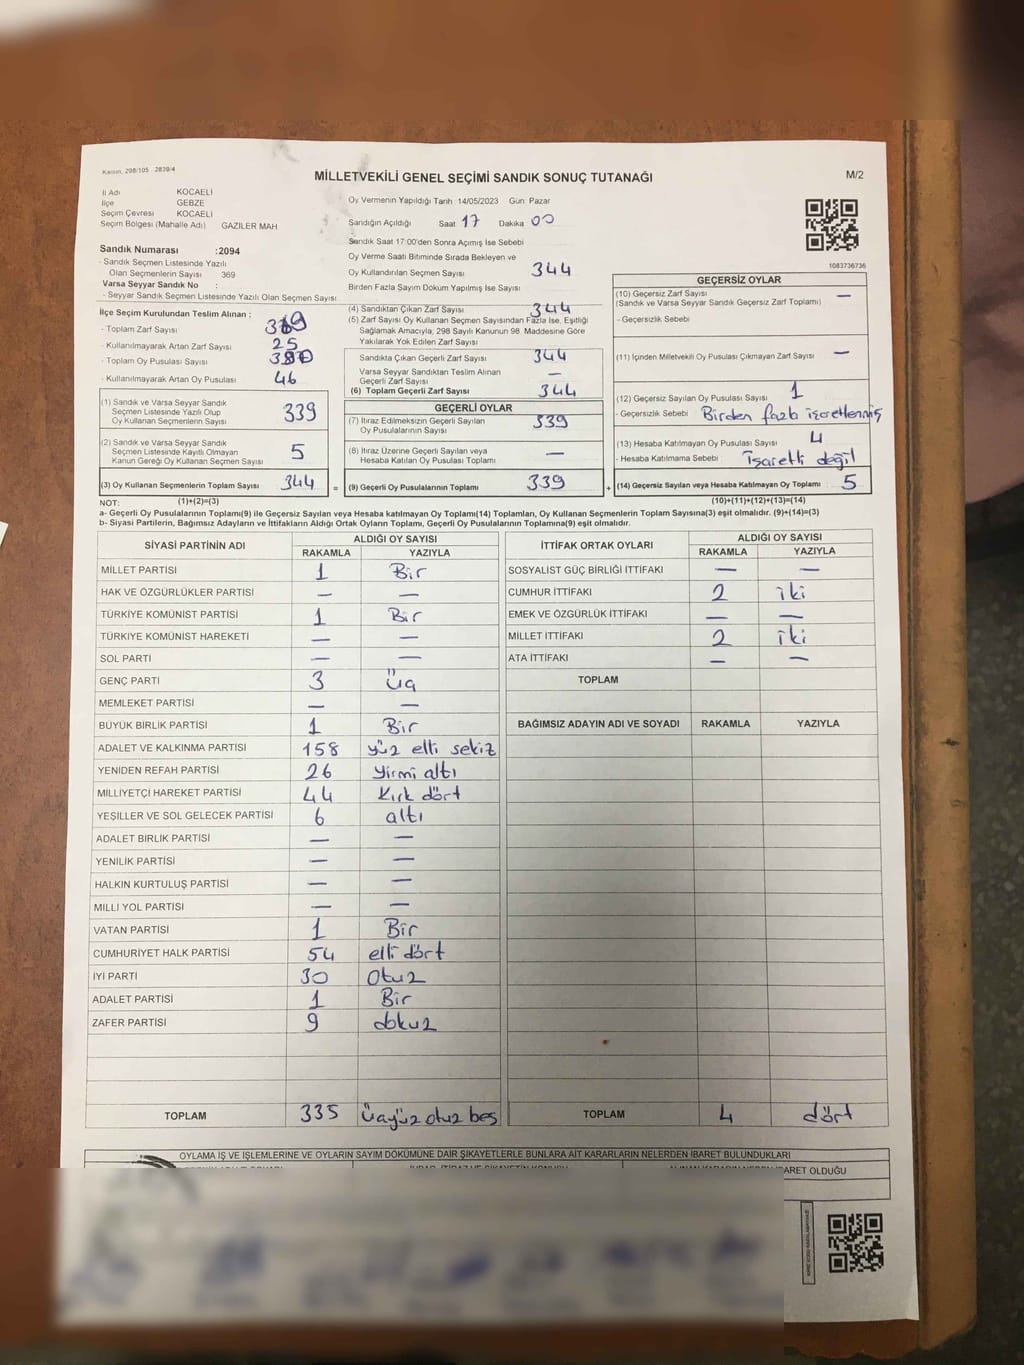 Kanun, 298/105 2839/4
MİLLETVEKİLİ GENEL SEÇİMİ SANDIK SONUÇ TUTANAĞI
M/2
İl Adı KOCAELİ
İlçe GEBZE
Seçim Çevresi KOCAELİ
Seçim Bölgesi (Mahalle Adı) GAZİLER MAH
Sandık Numarası :2094
- Sandık Seçmen Listesinde Yazılı
Olan Seçmenlerin Sayısı 369
Varsa Seyyar Sandık No :
- Seyyar Sandık Seçmen Listesinde Yazılı Olan Seçmen Sayısı
İlçe Seçim Kurulundan Teslim Alınan :
- Toplam Zarf Sayısı
- Kullanılmayarak Artan Zarf Sayısı 25
- Toplam Oy Pusulası Sayısı
- Kullanılmayarak Artan Oy Pusulası 46
(1) Sandık ve Varsa Seyyar Sandık
Seçmen Listesinde Yazılı Olup
Oy Kullanan Seçmenlerin Sayısı 339
(2) Sandık ve Varsa Seyyar Sandık
Seçmen Listesinde Kayıtlı Olmayan
Kanun Gereği Oy Kullanan Seçmen Sayısı 5
(3) Oy Kullanan Seçmenlerin Toplam Sayısı 344
Oy Vermenin Yapıldığı Tarih 14/05/2023 Gün Pazar
Sandığın Açıldığı Saat 17 Dakika 00
Sandık Saat 17:00'den Sonra Açımış İse Sebebi
Oy Verme Saati Bitiminde Sırada Bekleyen ve
Oy Kullandırılan Seçmen Sayısı 344
Birden Fazla Sayım Döküm Yapılmış İse Sayısı
(4) Sandıktan Çıkan Zarf Sayısı 344
(5) Zarf Sayısı Oy Kullanan Seçmen Sayısından Fazla İse, Eşitliği
Sağlamak Amacıyla, 298 Sayılı Kanunun 98. Maddesine Göre
Yakılarak Yok Edilen Zarf Sayısı
Sandıkta Çıkan Geçerli Zarf Sayısı 344
Varsa Seyyar Sandıktan Teslim Alınan
Geçerli Zarf Sayısı —
(6) Toplam Geçerli Zarf Sayısı 344
GEÇERLİ OYLAR
(7) İtiraz Edilmeksizin Geçerli Sayılan
Oy Pusulalarının Sayısı 339
(8) İtiraz Üzerine Geçerli Sayılan veya
Hesaba Katılan Oy Pusulası Toplamı —
= (9) Geçerli Oy Pusulalarının Toplamı 339
1083736736
GEÇERSİZ OYLAR
(10) Geçersiz Zarf Sayısı —
(Sandık ve Varsa Seyyar Sandık Geçersiz Zarf Toplamı)
- Geçersizlik Sebebi
(11) İçinden Milletvekili Oy Pusulası Çıkmayan Zarf Sayısı —
(12) Geçersiz Sayılan Oy Pusulası Sayısı 1
- Geçersizlik Sebebi Birden fazla işaretlenmiş
(13) Hesaba Katılmayan Oy Pusulası Sayısı 4
- Hesaba Katılmama Sebebi İşaretli değil
+ (14) Geçersiz Sayılan veya Hesaba Katılmayan Oy Toplamı 5
NOT: (1)+(2)=(3) (10)+(11)+(12)+(13)=(14)
a- Geçerli Oy Pusulalarının Toplamı(9) ile Geçersiz Sayılan veya Hesaba katılmayan Oy Toplamı(14) Toplamları, Oy Kullanan Seçmenlerin Toplam Sayısına(3) eşit olmalıdır. (9)+(14)=(3)
b- Siyasi Partilerin, Bağımsız Adayların ve İttifakların Aldığı Ortak Oyların Toplamı, Geçerli Oy Pusulalarının Toplamına(9) eşit olmalıdır.
SİYASİ PARTİNİN ADI ALDIĞI OY SAYISI
RAKAMLA YAZIYLA
MİLLET PARTİSİ 1 Bir
HAK VE ÖZGÜRLÜKLER PARTİSİ — —
TÜRKİYE KOMÜNİST PARTİSİ 1 Bir
TÜRKİYE KOMÜNİST HAREKETİ — —
SOL PARTİ — —
GENÇ PARTİ 3 üç
MEMLEKET PARTİSİ — —
BÜYÜK BİRLİK PARTİSİ 1 Bir
ADALET VE KALKINMA PARTİSİ 158 yüz elli sekiz
YENİDEN REFAH PARTİSİ 26 yirmi altı
MİLLİYETÇİ HAREKET PARTİSİ 44 Kırk dört
YEŞİLLER VE SOL GELECEK PARTİSİ 6 altı
ADALET BİRLİK PARTİSİ — —
YENİLİK PARTİSİ — —
HALKIN KURTULUŞ PARTİSİ — —
MİLLİ YOL PARTİSİ — —
VATAN PARTİSİ 1 Bir
CUMHURİYET HALK PARTİSİ 54 elli dört
İYİ PARTİ 30 Otuz
ADALET PARTİSİ 1 Bir
ZAFER PARTİSİ 9 dokuz
TOPLAM 335 üçyüz otuz beş
İTTİFAK ORTAK OYLARI ALDIĞI OY SAYISI
RAKAMLA YAZIYLA
SOSYALİST GÜÇ BİRLİĞİ İTTİFAKI — —
CUMHUR İTTİFAKI 2 iki
EMEK VE ÖZGÜRLÜK İTTİFAKI — —
MİLLET İTTİFAKI 2 iki
ATA İTTİFAKI — —
TOPLAM
BAĞIMSIZ ADAYIN ADI VE SOYADI RAKAMLA YAZIYLA
TOPLAM 4 dört
OYLAMA İŞ VE İŞLEMLERİNE VE OYLARIN SAYIM DÖKÜMÜNE DAİR ŞİKAYETLERLE BUNLARA AİT KARARLARIN NELERDEN İBARET BULUNDUKLARI
ARET OLDUĞU